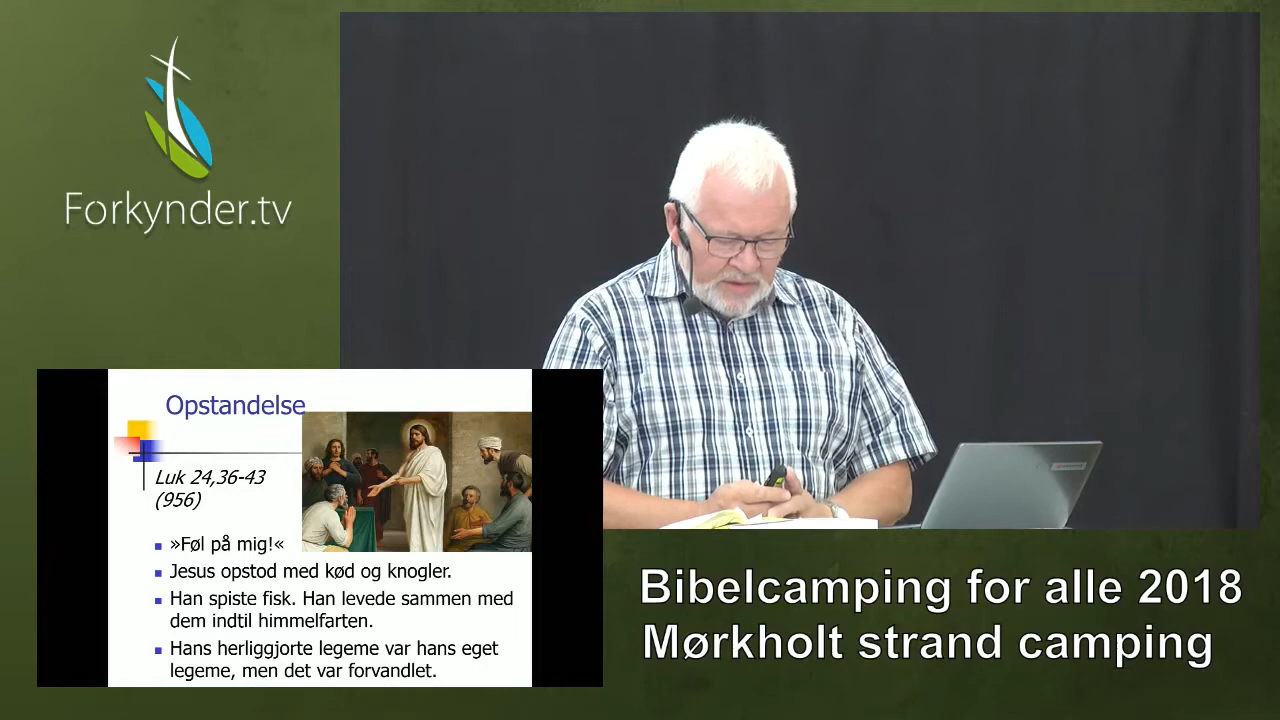 Forkynder.tv
Opstandelse
Luk 24,36-43
(956)
»Føl på mig!«
Jesus opstod med kød og knogler.
Han spiste fisk. Han levede sammen med
dem indtil himmelfarten.
Hans herliggjorte legeme var hans eget
legeme, men det var forvandlet.
Bibelcamping for alle 2018
Mørkholt strand camping